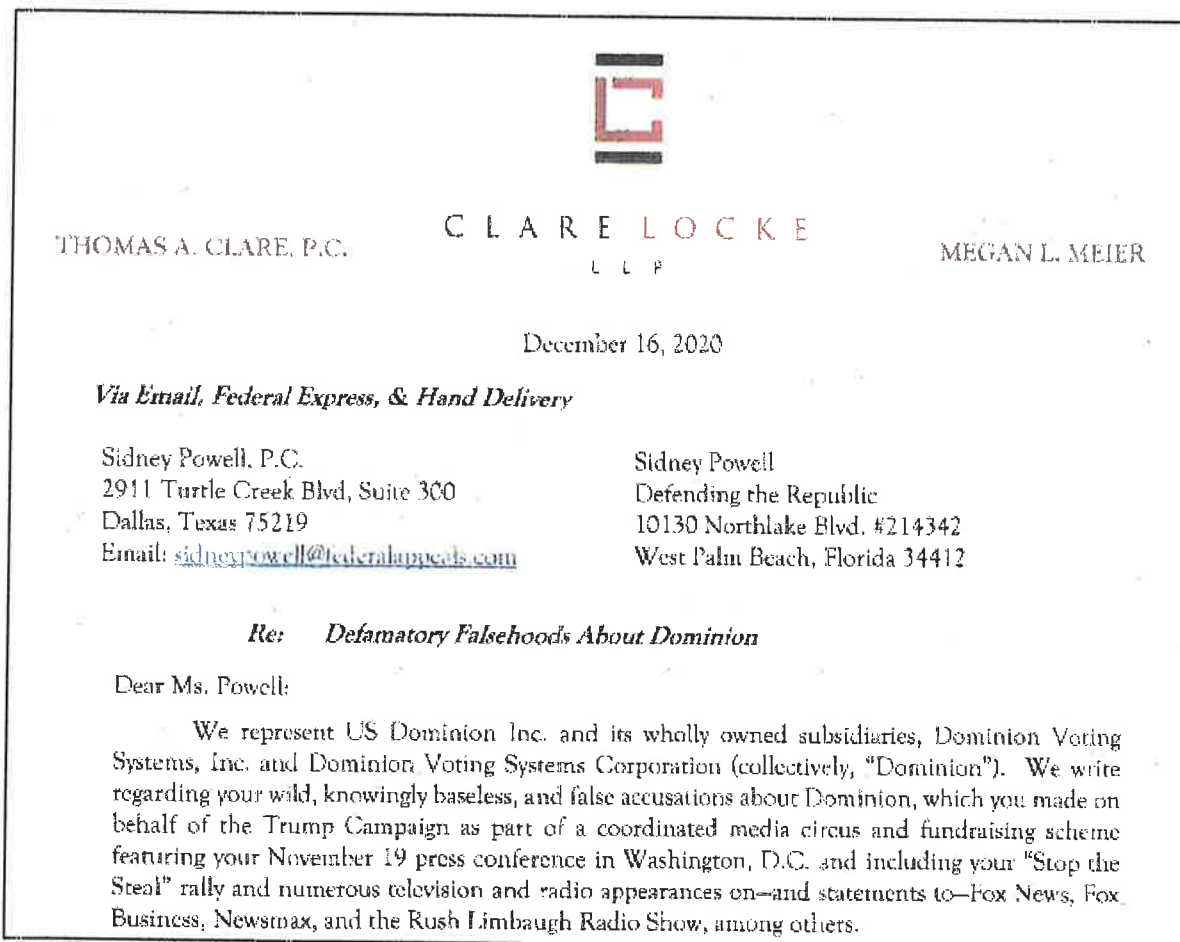 CLARE LOCKE
LLP
THOMAS A. CLARE, P.C.
MEGAN L. MEIER
December 16, 2020
Via Email, Federal Express, & Hand Delivery
Sidney Powell, P.C.
2911 Turtle Creek Blvd, Suite 300
Dallas, Texas 75219
Email: sidneypowell@federalappeals.com
Sidney Powell
Defending the Republic
10130 Northlake Blvd. #214342
West Palm Beach, Florida 34412
Re: Defamatory Falsehoods About Dominion
Dear Ms. Powell:
We represent US Dominion Inc. and its wholly owned subsidiaries, Dominion Voting
Systems, Inc. and Dominion Voting Systems Corporation (collectively, "Dominion"). We write
regarding your wild, knowingly baseless, and false accusations about Dominion, which you made on
behalf of the Trump Campaign as part of a coordinated media circus and fundraising scheme
featuring your November 19 press conference in Washington, D.C. and including your "Stop the
Steal" rally and numerous television and radio appearances on—and statements to—Fox News, Fox
Business, Newsmax, and the Rush Limbaugh Radio Show, among others.